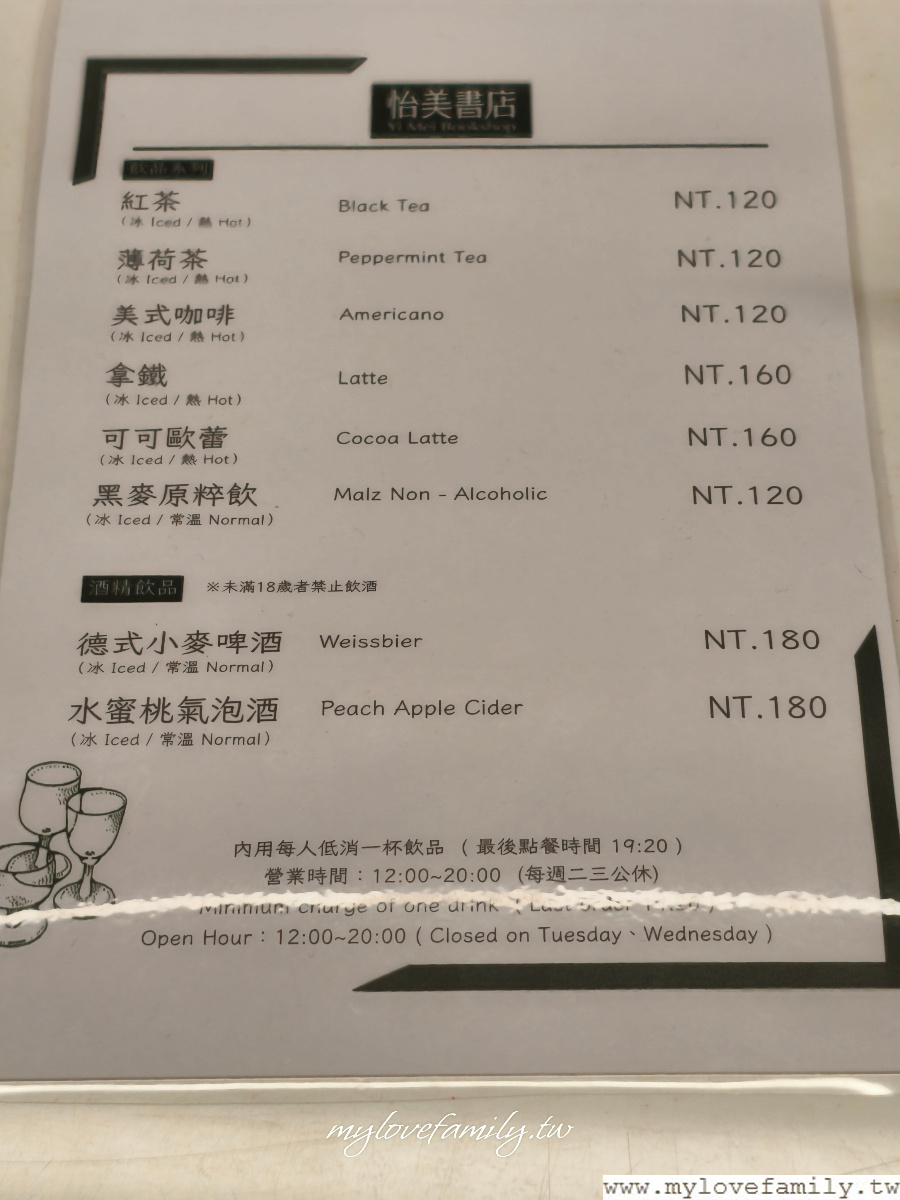 怡美書店
Yi Mei Bookshop
飲品系列
紅茶 Black Tea NT.120
(冰 Iced / 熱 Hot)
薄荷茶 Peppermint Tea NT.120
(冰 Iced / 熱 Hot)
美式咖啡 Americano NT.120
(冰 Iced / 熱 Hot)
拿鐵 Latte NT.160
(冰 Iced / 熱 Hot)
可可歐蕾 Cocoa Latte NT.160
(冰 Iced / 熱 Hot)
黑麥原粹飲 Malz Non - Alcoholic NT.120
(冰 Iced / 常溫 Normal)
酒精飲品 ※未滿18歲者禁止飲酒
德式小麥啤酒 Weissbier NT.180
(冰 Iced / 常溫 Normal)
水蜜桃氣泡酒 Peach Apple Cider NT.180
(冰 Iced / 常溫 Normal)
內用每人低消一杯飲品 ( 最後點餐時間 19:20 )
營業時間：12:00~20:00 (每週二三公休)
Minimum charge of one drink ( Last order
Open Hour：12:00~20:00 ( Closed on Tuesday、Wednesday )
mylovefamily.tw
www.mylovefamily.tw